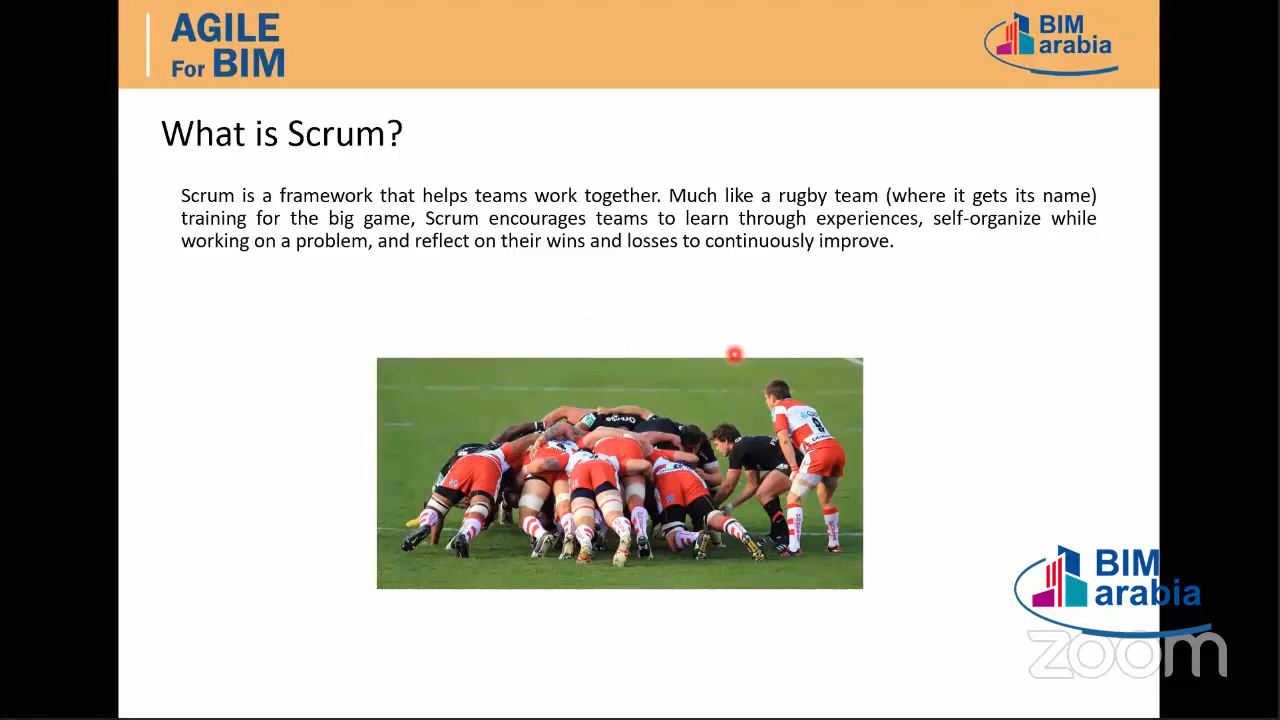 AGILE
For BIM
BIM
arabia
What is Scrum?
Scrum is a framework that helps teams work together. Much like a rugby team (where it gets its name)
training for the big game, Scrum encourages teams to learn through experiences, self-organize while
working on a problem, and reflect on their wins and losses to continuously improve.
Orange
9
BIM
arabia
zoom